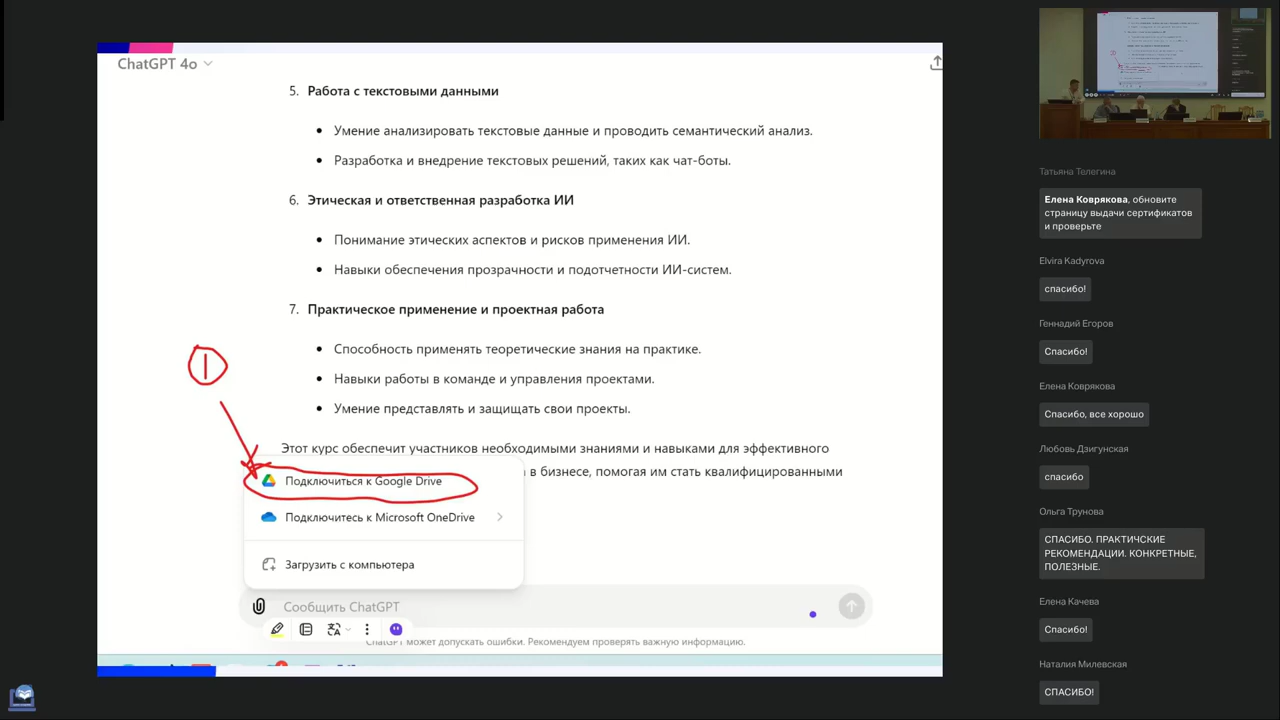 ChatGPT 4o
5. Работа с текстовыми данными
• Умение анализировать текстовые данные и проводить семантический анализ.
• Разработка и внедрение текстовых решений, таких как чат-боты.
6. Этическая и ответственная разработка ИИ
• Понимание этических аспектов и рисков применения ИИ.
• Навыки обеспечения прозрачности и подотчетности ИИ-систем.
7. Практическое применение и проектная работа
• Способность применять теоретические знания на практике.
• Навыки работы в команде и управления проектами.
• Умение представлять и защищать свои проекты.
1
Этот курс обеспечит участников необходимыми знаниями и навыками для эффективного
в бизнесе, помогая им стать квалифицированными
Подключиться к Google Drive
Подключитесь к Microsoft OneDrive
Загрузить с компьютера
Сообщить ChatGPT
ChatGPT может допускать ошибки. Рекомендуем проверять важную информацию.
Татьяна Телегина
Елена Коврякова, обновите
страницу выдачи сертификатов
и проверьте
Elvira Kadyrova
спасибо!
Геннадий Егоров
Спасибо!
Елена Коврякова
Спасибо, все хорошо
Любовь Дзигунская
спасибо
Ольга Трунова
СПАСИБО. ПРАКТИЧСКИЕ
РЕКОМЕНДАЦИИ. КОНКРЕТНЫЕ,
ПОЛЕЗНЫЕ.
Елена Качева
Спасибо!
Наталия Милевская
СПАСИБО!